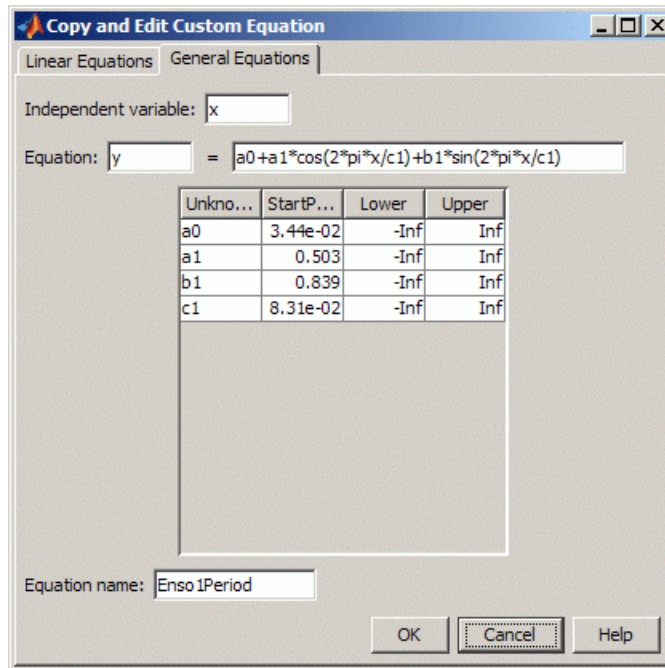 Copy and Edit Custom Equation
Linear Equations General Equations
Independent variable: x
Equation: y = a0+a1*cos(2*pi*x/c1)+b1*sin(2*pi*x/c1)
Unkno... StartP... Lower Upper
a0 3.44e-02 -Inf Inf
a1 0.503 -Inf Inf
b1 0.839 -Inf Inf
c1 8.31e-02 -Inf Inf
Equation name: Enso1Period
OK Cancel Help